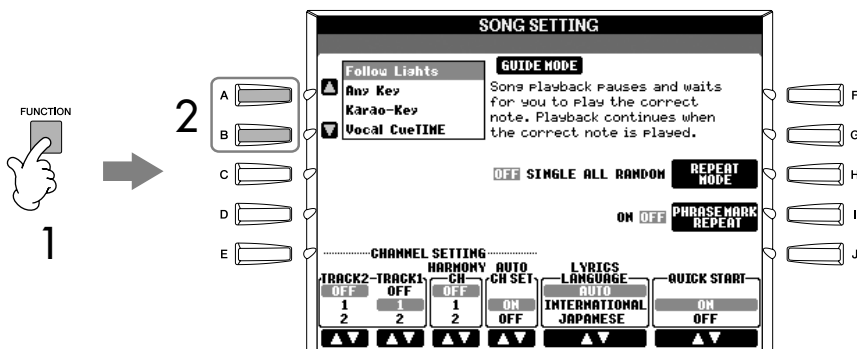 SONG SETTING
FUNCTION
1
2
A
B
C
D
E
Follow Lights
Any Key
Karao-Key
Vocal CueTIME
GUIDE MODE
Song Playback pauses and waits
for you to Play the correct
note. Playback continues when
the correct note is Played.
OFF SINGLE ALL RANDOM REPEAT MODE
ON OFF PHRASE MARK REPEAT
CHANNEL SETTING
TRACK2 TRACK1 HARMONY CH AUTO CH SET LYRICS LANGUAGE QUICK START
OFF OFF OFF AUTO
1 1 1 ON INTERNATIONAL ON
2 2 2 OFF JAPANESE OFF
F
G
H
I
J